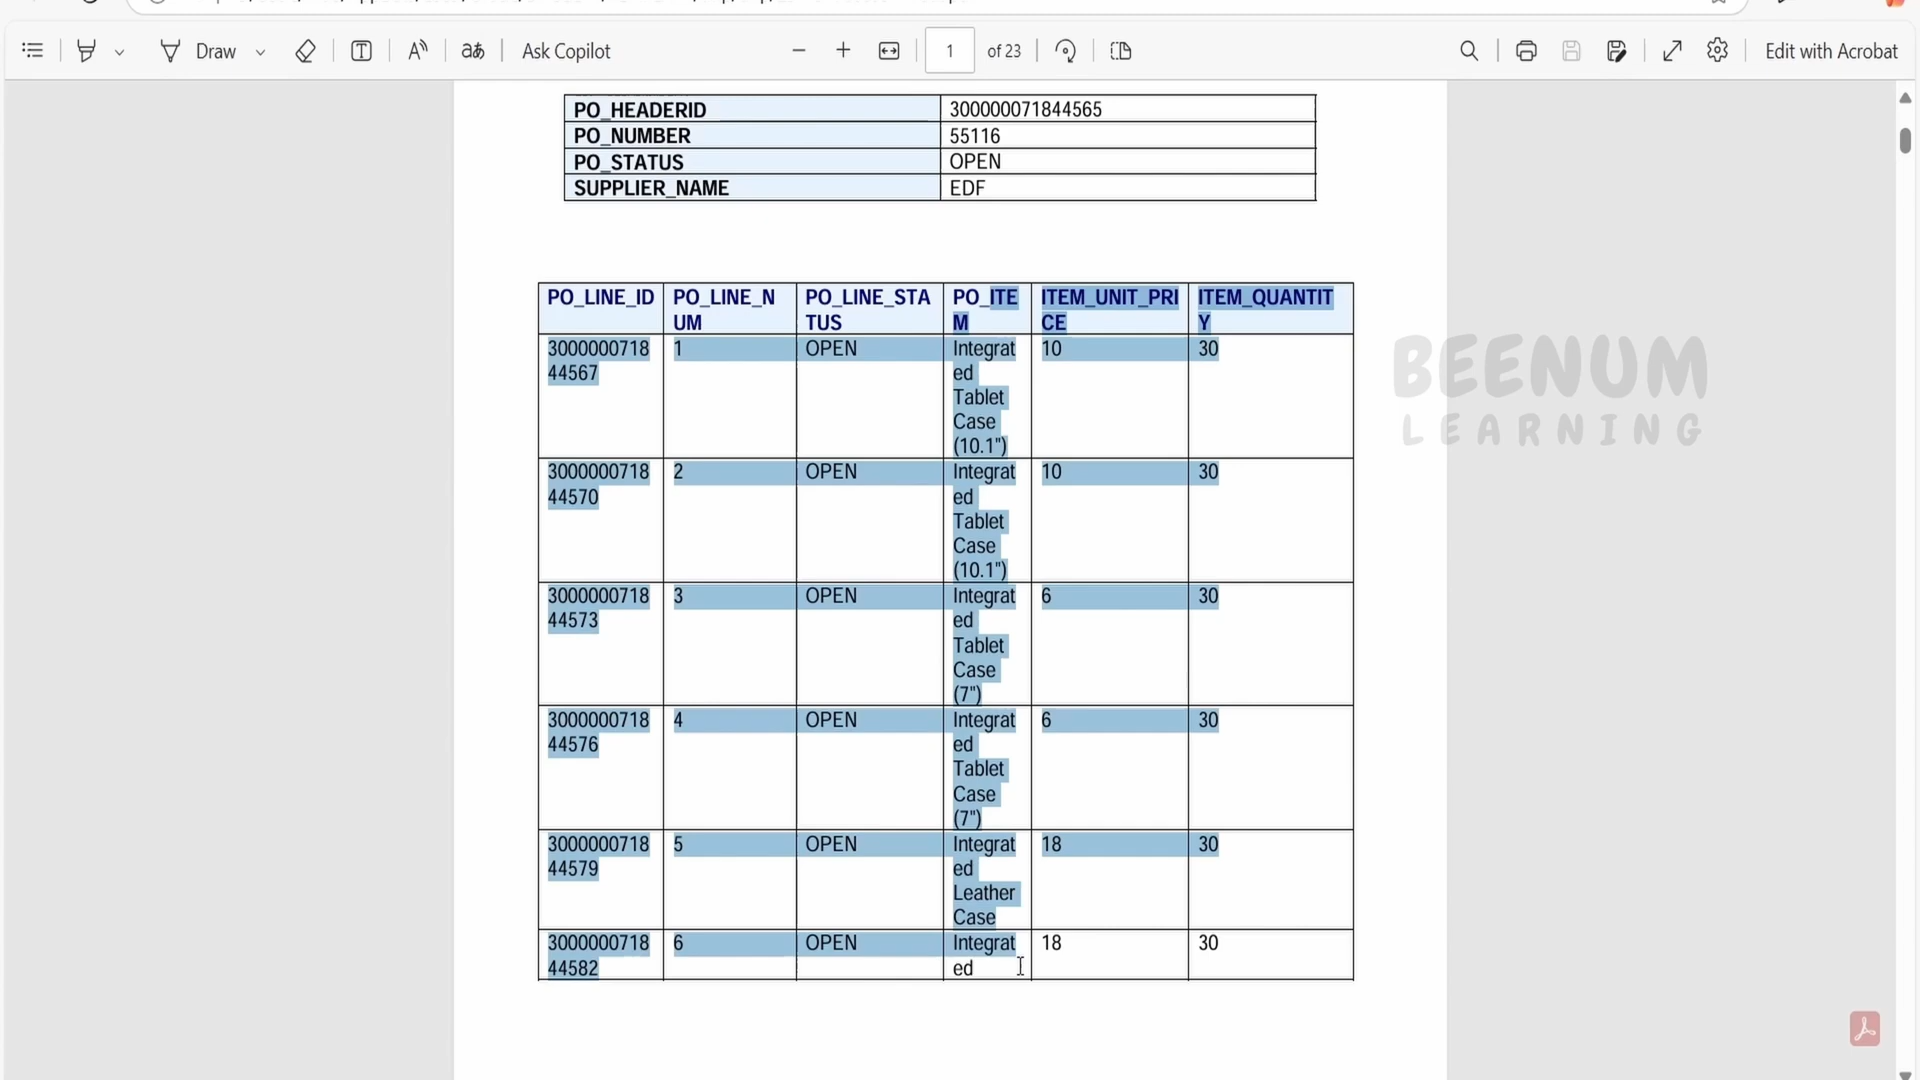 Draw
Ask Copilot
1 of 23
Edit with Acrobat
PO_HEADERID 300000071844565
PO_NUMBER 55116
PO_STATUS OPEN
SUPPLIER_NAME EDF
PO_LINE_ID PO_LINE_N PO_LINE_STA PO_ITE ITEM_UNIT_PRI ITEM_QUANTIT
UM TUS M CE Y
3000000718 1 OPEN Integrat 10 30
44567 ed
Tablet
Case
(10.1")
3000000718 2 OPEN Integrat 10 30
44570 ed
Tablet
Case
(10.1")
3000000718 3 OPEN Integrat 6 30
44573 ed
Tablet
Case
(7")
3000000718 4 OPEN Integrat 6 30
44576 ed
Tablet
Case
(7")
3000000718 5 OPEN Integrat 18 30
44579 ed
Leather
Case
3000000718 6 OPEN Integrat 18 30
44582 ed
BEENUM
LEARNING